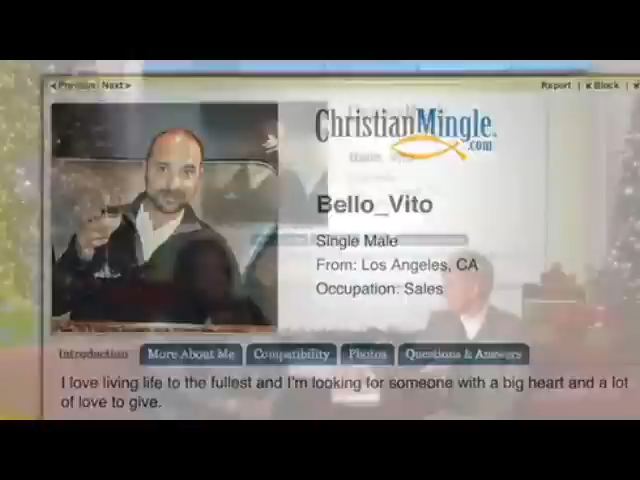 ◄Previous Next►
Report | x Block | x
ChristianMingle.com
Bello_Vito
Single Male
From: Los Angeles, CA
Occupation: Sales
Introduction More About Me Compatibility Photos Questions & Answers
I love living life to the fullest and I'm looking for someone with a big heart and a lot
of love to give.